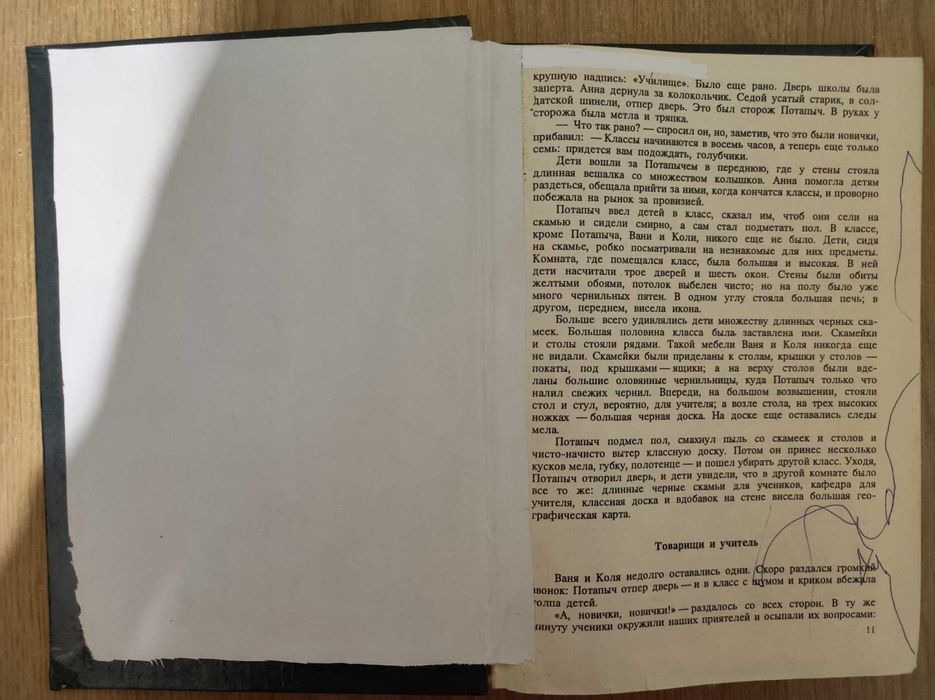 крупную надпись: «Училище». Было еще рано. Дверь школы была
заперта. Анна дернула за колокольчик. Седой усатый старик, в сол-
датской шинели, отпер дверь. Это был сторож Потапыч. В руках у
сторожа была метла и тряпка.
— Что так рано? — спросил он, но, заметив, что это были новички,
прибавил: — Классы начинаются в восемь часов, а теперь еще только
семь: придется вам подождать, голубчики.
Дети вошли за Потапычем в переднюю, где у стены стояла
длинная вешалка со множеством колышков. Анна помогла детям
раздеться, обещала прийти за ними, когда кончатся классы, и проворно
побежала на рынок за провизией.
Потапыч ввел детей в класс, сказал им, чтоб они сели на
скамью и сидели смирно, а сам стал подметать пол. В классе,
кроме Потапыча, Вани и Коли, никого еще не было. Дети, сидя
на скамье, робко посматривали на незнакомые для них предметы.
Комната, где помещался класс, была большая и высокая. В ней
дети насчитали трое дверей и шесть окон. Стены были обиты
желтыми обоями, потолок выбелен чисто; но на полу было уже
много чернильных пятен. В одном углу стояла большая печь; в
другом, переднем, висела икона.
Больше всего удивлялись дети множеству длинных черных ска-
меек. Большая половина класса была заставлена ими. Скамейки
и столы стояли рядами. Такой мебели Ваня и Коля никогда еще
не видали. Скамейки были приделаны к столам, крышки у столов —
покаты, под крышками — ящики; а на верху столов были вде-
ланы большие оловянные чернильницы, куда Потапыч только что
налил свежих чернил. Впереди, на большом возвышении, стояли
стол и стул, вероятно, для учителя; а возле стола, на трех высоких
ножках — большая черная доска. На доске еще оставались следы
мела.
Потапыч подмел пол, смахнул пыль со скамеек и столов и
чисто-начисто вытер классную доску. Потом он принес несколько
кусков мела, губку, полотенце — и пошел убирать другой класс. Уходя,
Потапыч отворил дверь, и дети увидели, что в другой комнате было
все то же: длинные черные скамьи для учеников, кафедра для
учителя, классная доска и вдобавок на стене висела большая гео-
графическая карта.
Товарищи и учитель
Ваня и Коля недолго оставались одни. Скоро раздался громкий
звонок: Потапыч отпер дверь — и в класс с шумом и криком вбежала
толпа детей.
«А, новички, новички!» — раздалось со всех сторон. В ту же
минуту ученики окружили наших приятелей и осыпали их вопросами:
11